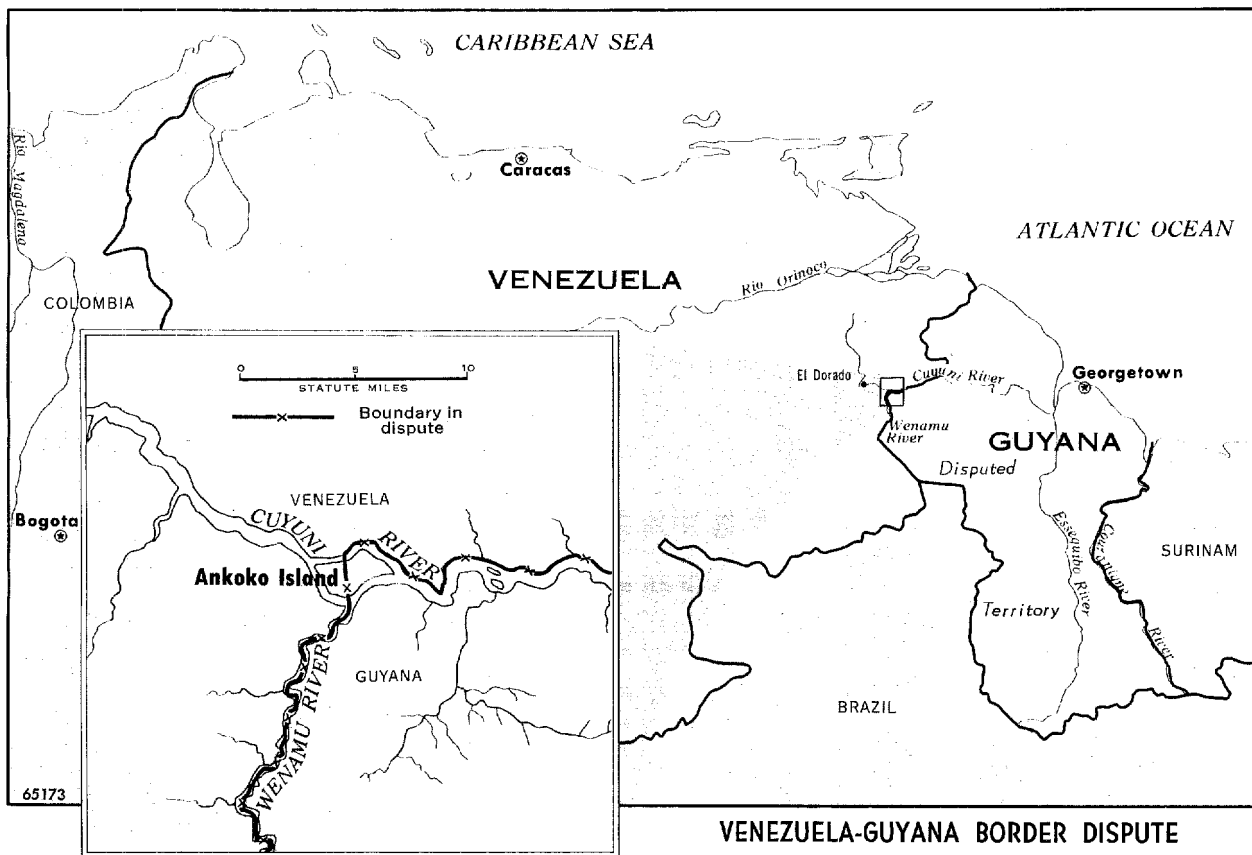 CARIBBEAN SEA
Rio Magdalena
Caracas
ATLANTIC OCEAN
VENEZUELA
Rio Orinoco
COLOMBIA
El Dorado
Cuyuni River
Georgetown
Wenamu
River
GUYANA
Disputed
Bogota
Essequibo River
Courantyne
River
SURINAM
Territory
BRAZIL
0 5 10
STATUTE MILES
Boundary in
dispute
VENEZUELA
CUYUNI
RIVER
Ankoko Island
GUYANA
WENAMU RIVER
65173
VENEZUELA-GUYANA BORDER DISPUTE